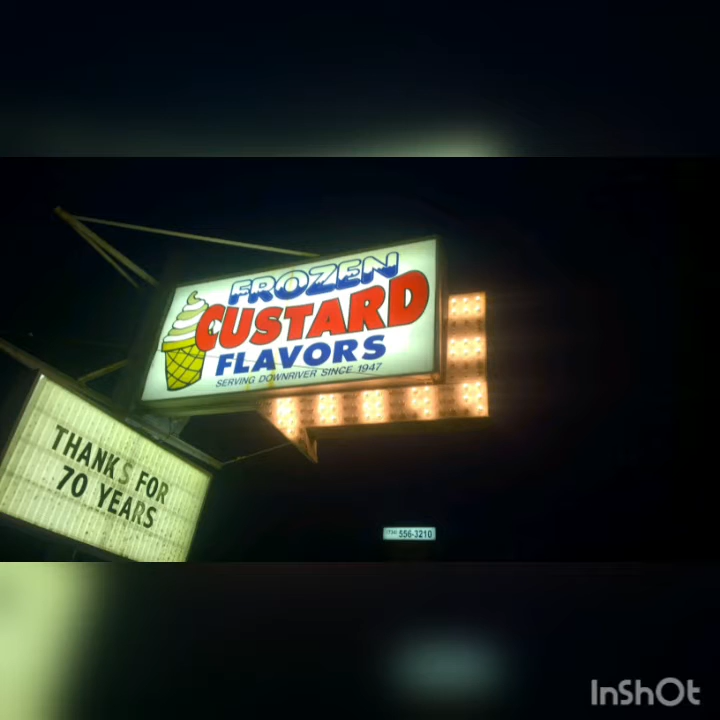 FROZEN
CUSTARD
FLAVORS
SERVING DOWNRIVER SINCE 1947
THANKS FOR
70 YEARS
556-3210
InShOt